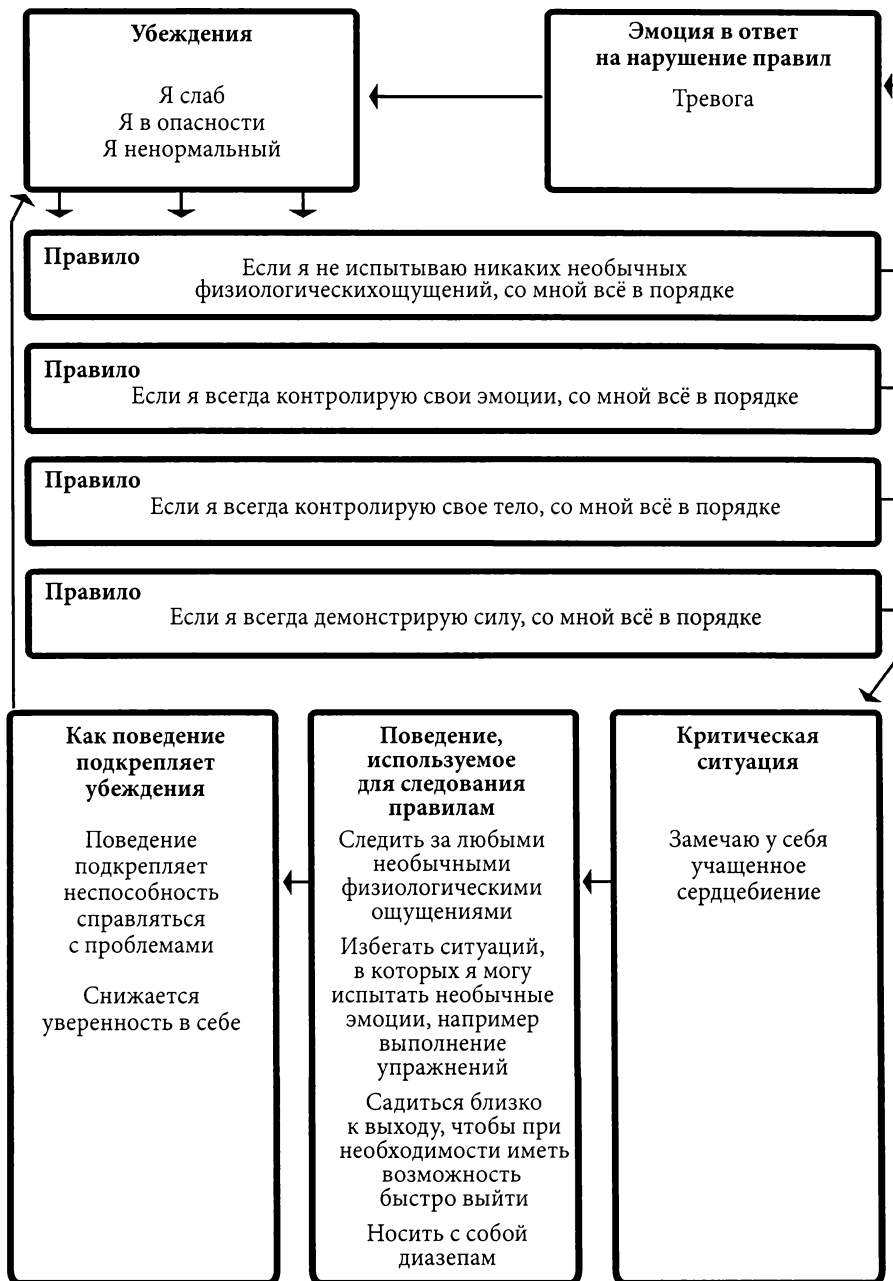 Убеждения
Я слаб
Я в опасности
Я ненормальный
Эмоция в ответ
на нарушение правил
Тревога
Правило
Если я не испытываю никаких необычных
физиологическихощущений, со мной всё в порядке
Правило
Если я всегда контролирую свои эмоции, со мной всё в порядке
Правило
Если я всегда контролирую свое тело, со мной всё в порядке
Правило
Если я всегда демонстрирую силу, со мной всё в порядке
Как поведение
подкрепляет
убеждения
Поведение
подкрепляет
неспособность
справляться
с проблемами
Снижается
уверенность в себе
Поведение,
используемое
для следования
правилам
Следить за любыми
необычными
физиологическими
ощущениями
Избегать ситуаций,
в которых я могу
испытать необычные
эмоции, например
выполнение
упражнений
Садиться близко
к выходу, чтобы при
необходимости иметь
возможность
быстро выйти
Носить с собой
диазепам
Критическая
ситуация
Замечаю у себя
учащенное
сердцебиение